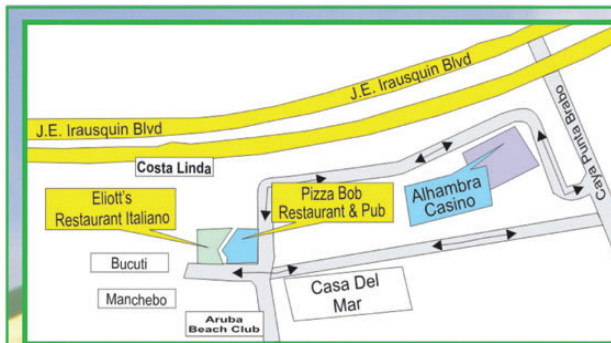 J.E. Irausquin Blvd
J.E. Irausquin Blvd
Costa Linda
Caya Punta Brabo
Eliott's
Restaurant Italiano
Pizza Bob
Restaurant & Pub
Alhambra
Casino
Bucuti
Manchebo
Casa Del
Mar
Aruba
Beach Club